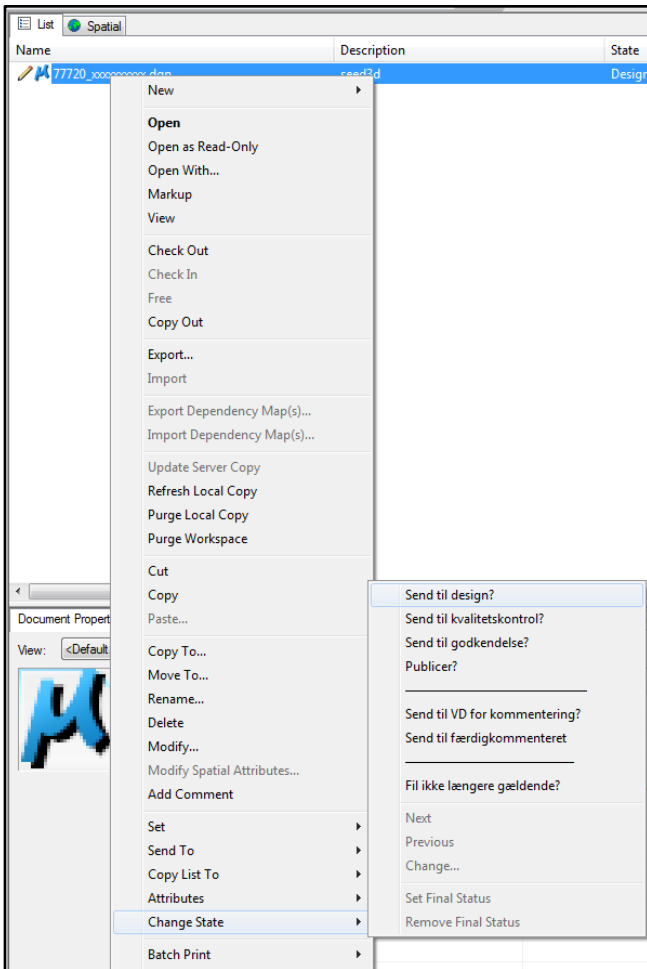 List Spatial
Name Description State
77720_xxxxxxxxxx.dgn seed3d Design
New
Open
Open as Read-Only
Open With...
Markup
View
Check Out
Check In
Free
Copy Out
Export...
Import
Export Dependency Map(s)...
Import Dependency Map(s)...
Update Server Copy
Refresh Local Copy
Purge Local Copy
Purge Workspace
Cut
Copy
Paste...
Copy To...
Move To...
Rename...
Delete
Modify...
Modify Spatial Attributes...
Add Comment
Set
Send To
Copy List To
Attributes
Change State
Batch Print
Send til design?
Send til kvalitetskontrol?
Send til godkendelse?
Publicer?
Send til VD for kommentering?
Send til færdigkommenteret
Fil ikke længere gældende?
Next
Previous
Change...
Set Final Status
Remove Final Status
Document Propert
View: <Default
μ